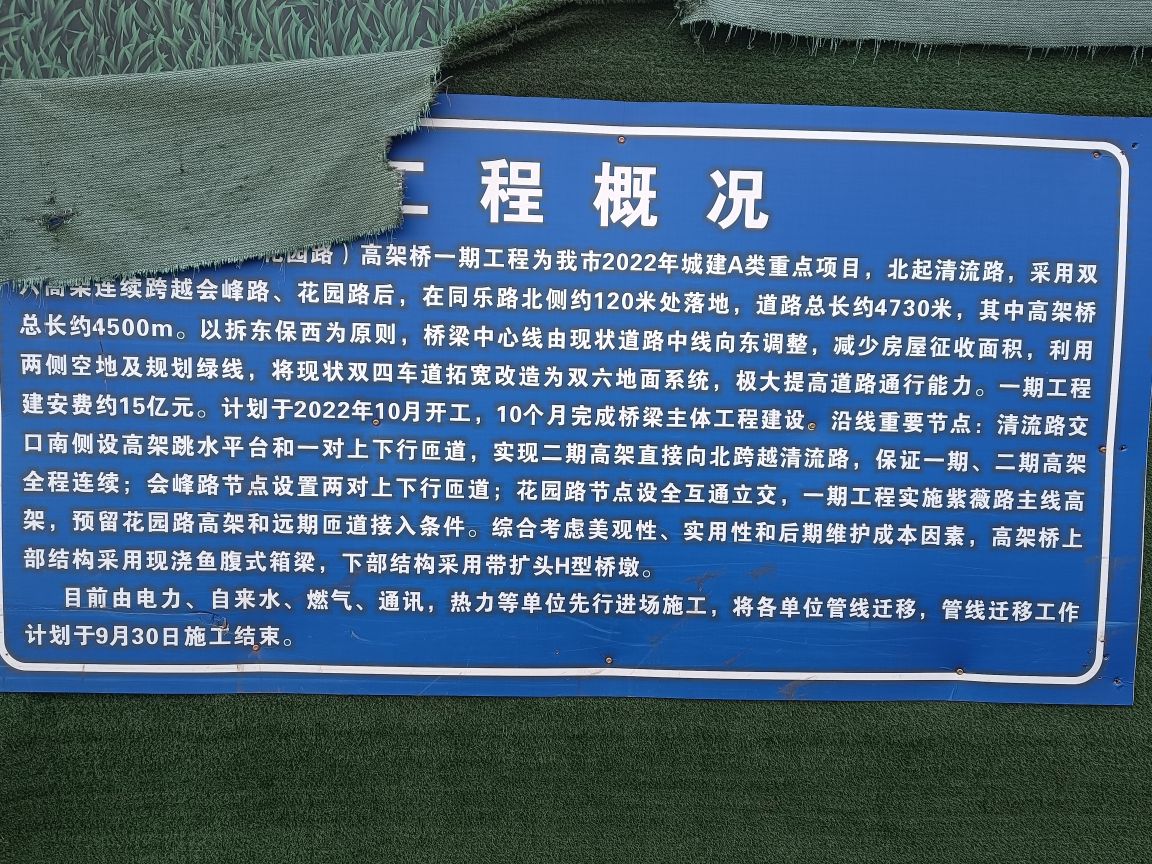 工程概况
花园路）高架桥一期工程为我市2022年城建A类重点项目，北起清流路，采用双
六高架连续跨越会峰路、花园路后，在同乐路北侧约120米处落地，道路总长约4730米，其中高架桥
总长约4500m。以拆东保西为原则，桥梁中心线由现状道路中线向东调整，减少房屋征收面积，利用
两侧空地及规划绿线，将现状双四车道拓宽改造为双六地面系统，极大提高道路通行能力。一期工程
建安费约15亿元。计划于2022年10月开工，10个月完成桥梁主体工程建设。沿线重要节点：清流路交
口南侧设高架跳水平台和一对上下行匝道，实现二期高架直接向北跨越清流路，保证一期、二期高架
全程连续；会峰路节点设置两对上下行匝道；花园路节点设全互通立交，一期工程实施紫薇路主线高
架，预留花园路高架和远期匝道接入条件。综合考虑美观性、实用性和后期维护成本因素，高架桥上
部结构采用现浇鱼腹式箱梁，下部结构采用带扩头H型桥墩。
目前由电力、自来水、燃气、通讯，热力等单位先行进场施工，将各单位管线迁移，管线迁移工作
计划于9月30日施工结束。